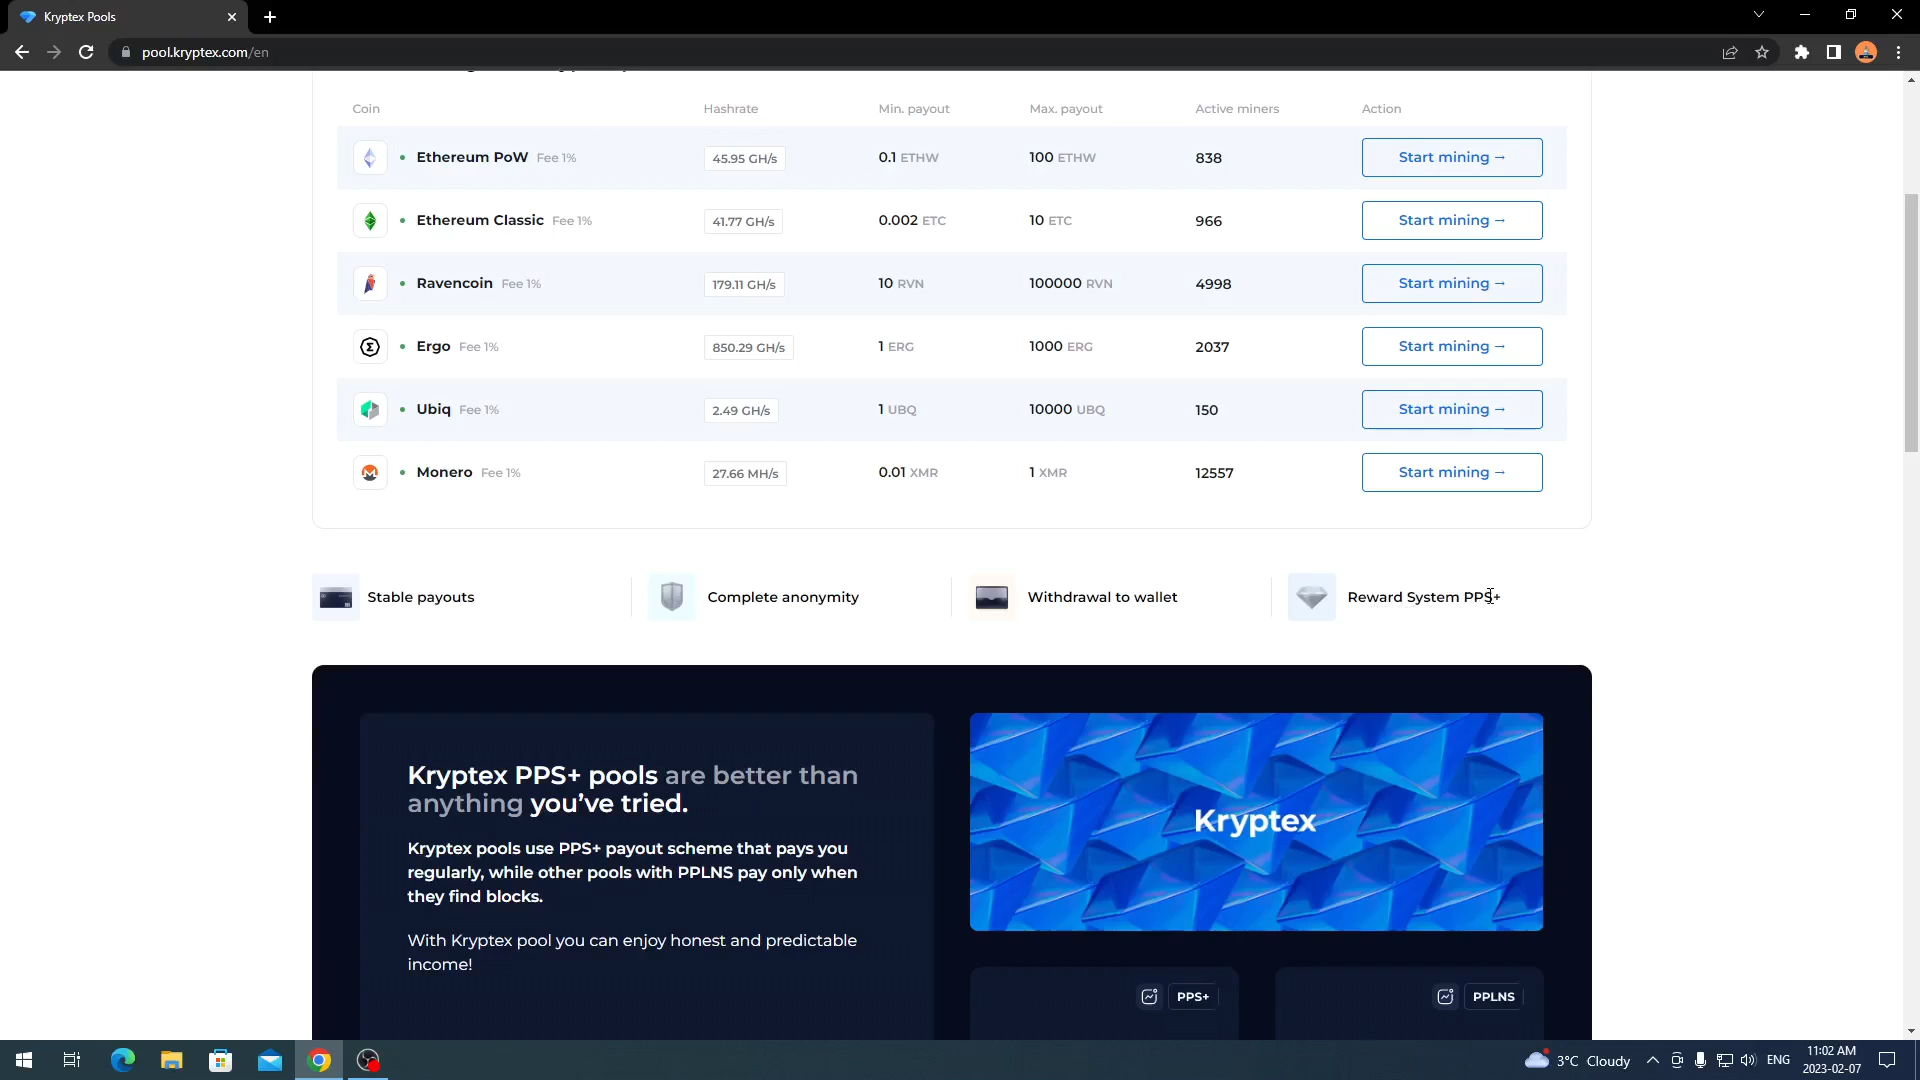 Kryptex Pools
pool.kryptex.com/en
Coin Hashrate Min. payout Max. payout Active miners Action
Ethereum PoW Fee 1% 45.95 GH/s 0.1 ETHW 100 ETHW 838 Start mining →
Ethereum Classic Fee 1% 41.77 GH/s 0.002 ETC 10 ETC 966 Start mining →
Ravencoin Fee 1% 179.11 GH/s 10 RVN 100000 RVN 4998 Start mining →
Ergo Fee 1% 850.29 GH/s 1 ERG 1000 ERG 2037 Start mining →
Ubiq Fee 1% 2.49 GH/s 1 UBQ 10000 UBQ 150 Start mining →
Monero Fee 1% 27.66 MH/s 0.01 XMR 1 XMR 12557 Start mining →
Stable payouts Complete anonymity Withdrawal to wallet Reward System PPS+
Kryptex PPS+ pools are better than
anything you've tried.
Kryptex pools use PPS+ payout scheme that pays you
regularly, while other pools with PPLNS pay only when
they find blocks.
With Kryptex pool you can enjoy honest and predictable
income!
Kryptex
PPS+ PPLNS
3°C Cloudy ENG 11:02 AM
2023-02-07